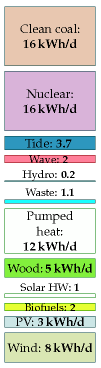 Clean coal:
16 kWh/d
Nuclear:
16 kWh/d
Tide: 3.7
Wave: 2
Hydro: 0.2
Waste: 1.1
Pumped
heat:
12 kWh/d
Wood: 5 kWh/d
Solar HW: 1
Biofuels: 2
PV: 3 kWh/d
Wind: 8 kWh/d